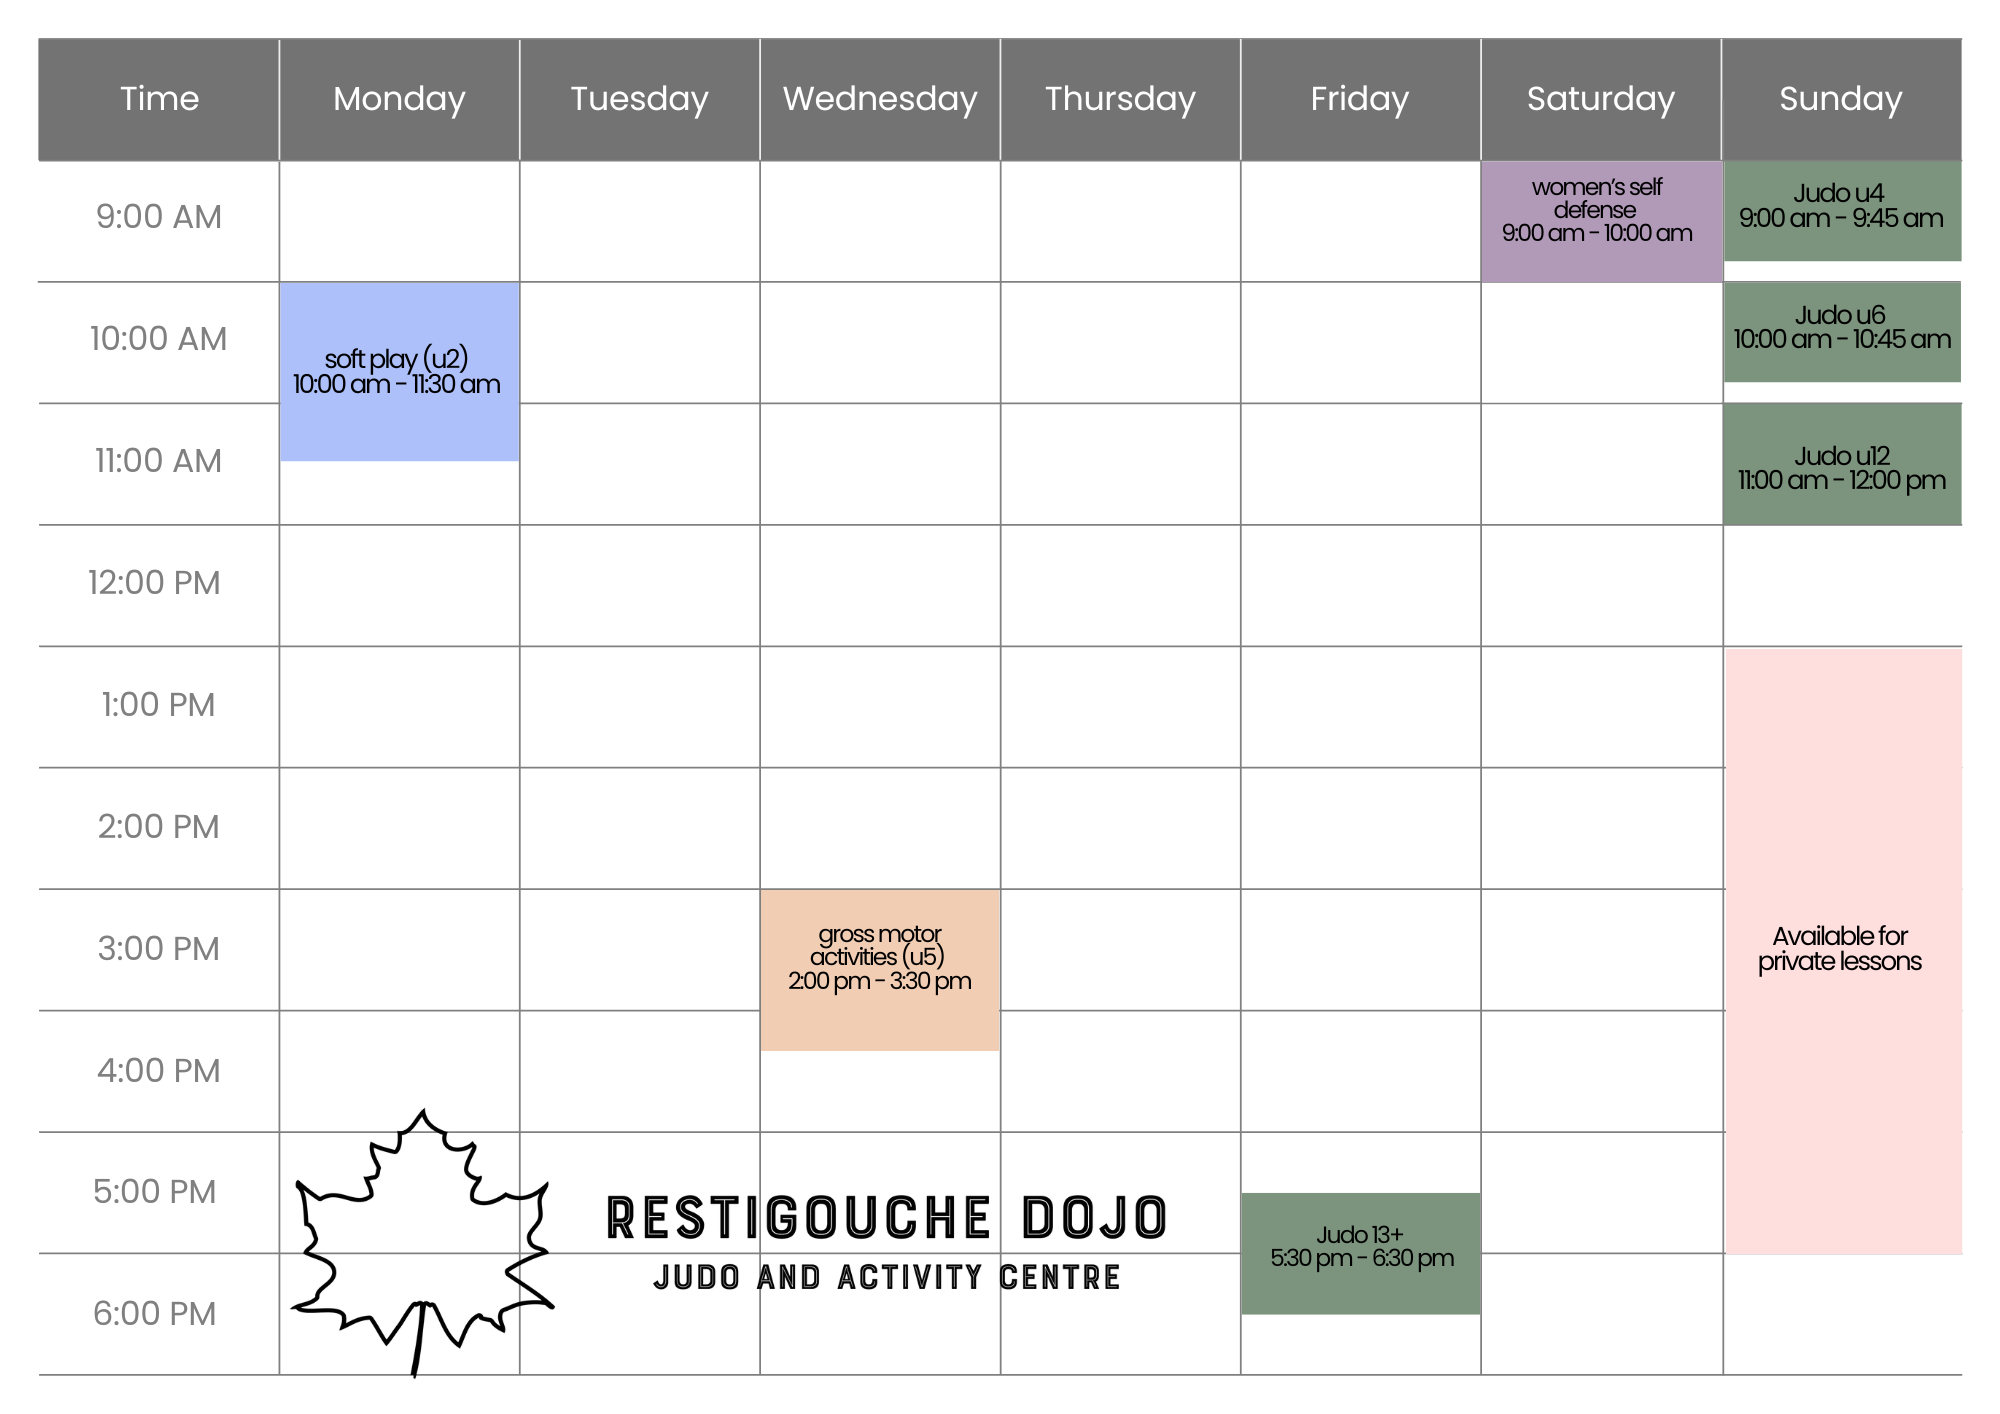 Time Monday Tuesday Wednesday Thursday Friday Saturday Sunday
9:00 AM
women's self
defense
9:00 am - 10:00 am
Judo u4
9:00 am - 9:45 am
10:00 AM
soft play (u2)
10:00 am - 11:30 am
Judo u6
10:00 am - 10:45 am
11:00 AM
Judo u12
11:00 am - 12:00 pm
12:00 PM
1:00 PM
2:00 PM
3:00 PM
gross motor
activities (u5)
2:00 pm - 3:30 pm
Available for
private lessons
4:00 PM
5:00 PM
RESTIGOUCHE DOJO
JUDO AND ACTIVITY CENTRE
Judo 13+
5:30 pm - 6:30 pm
6:00 PM